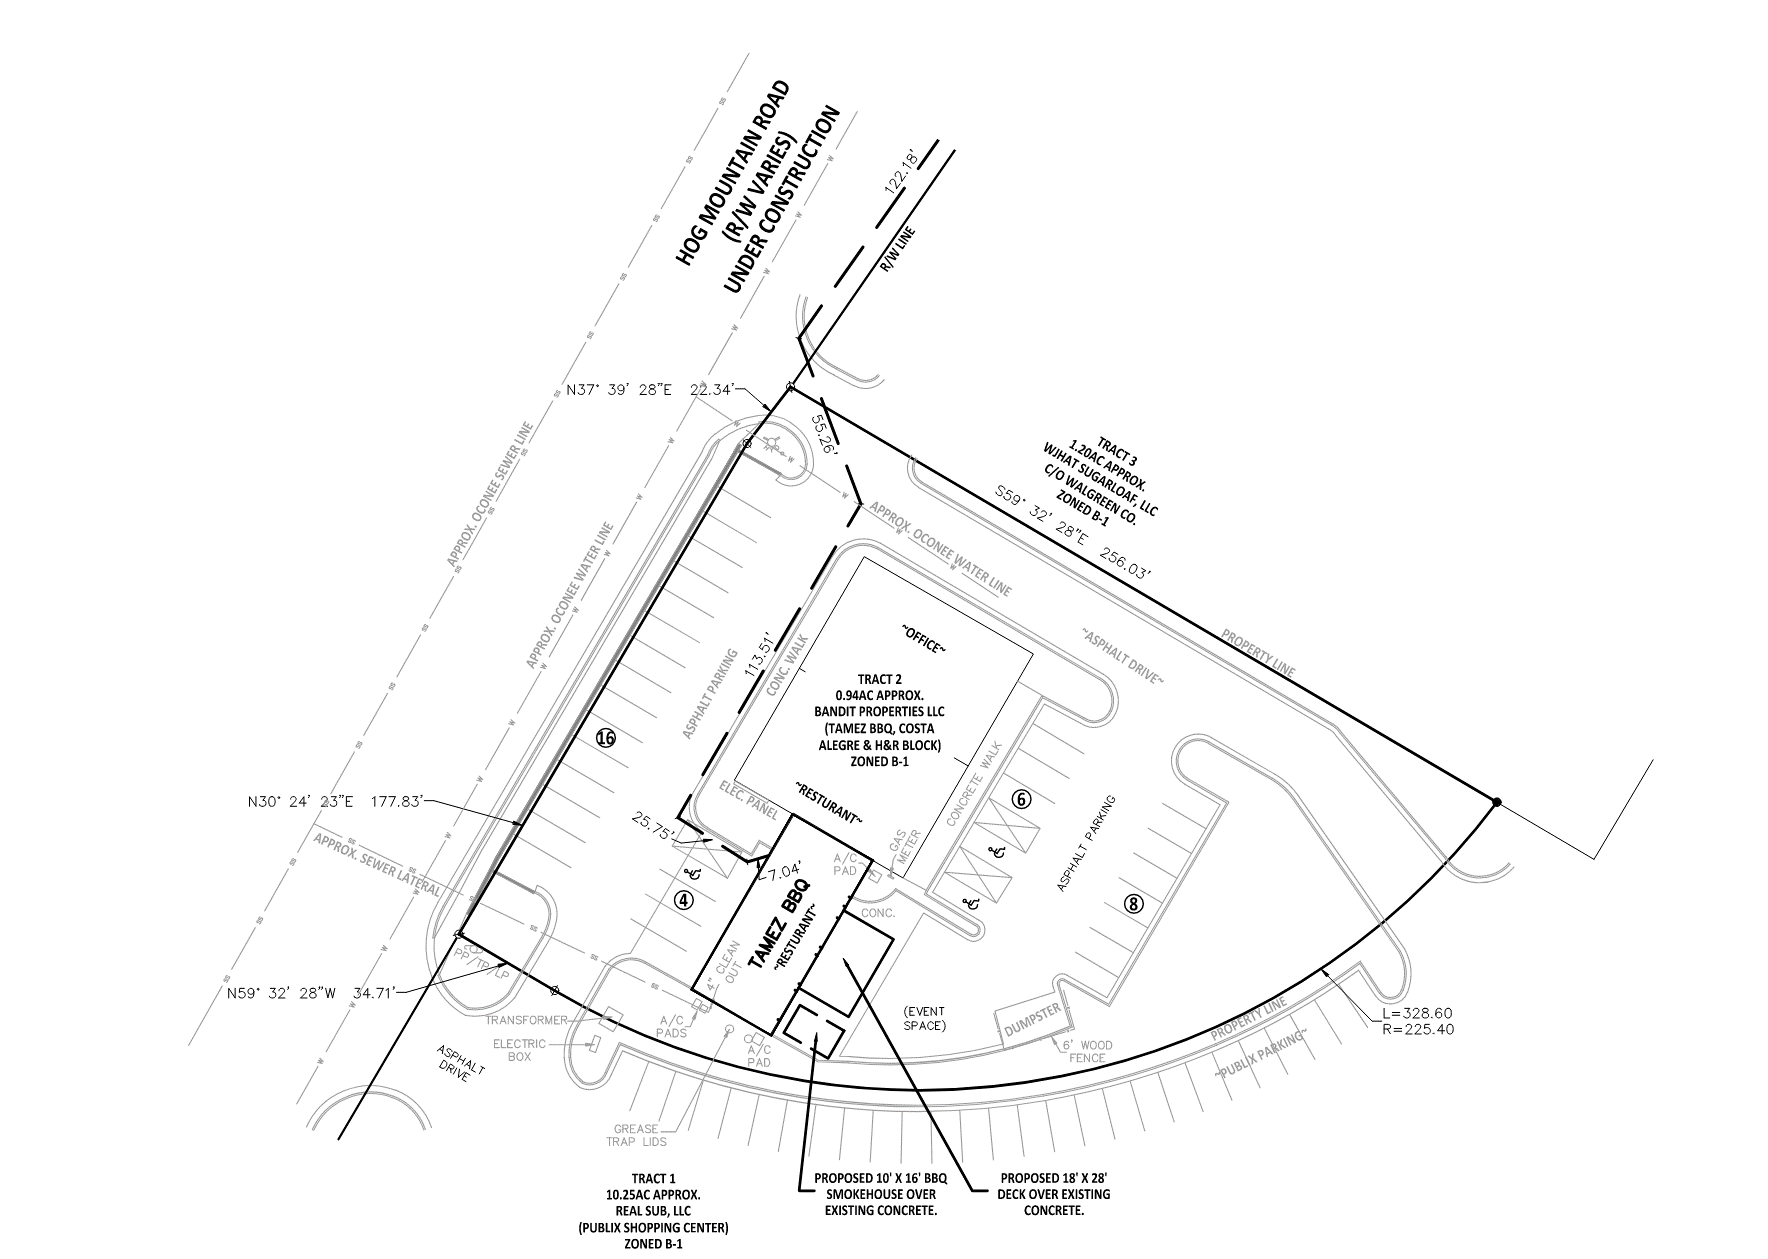 HOG MOUNTAIN ROAD
(R/W VARIES)
UNDER CONSTRUCTION
122.18'
R/W LINE
N37° 39' 28"E 22.34'
55.26'
APPROX. OCONEE SEWER LINE
APPROX. OCONEE WATER LINE
TRACT 3
1.20AC APPROX.
WJHAT SUGARLOAF, LLC
C/O WALGREEN CO.
ZONED B-1
S59° 32' 28"E 256.03'
APPROX. OCONEE WATER LINE
PROPERTY LINE
~ASPHALT DRIVE~
~OFFICE~
113.51'
CONC. WALK
ASPHALT PARKING
TRACT 2
0.94AC APPROX.
BANDIT PROPERTIES LLC
(TAMEZ BBQ, COSTA
ALEGRE & H&R BLOCK)
ZONED B-1
16
~RESTURANT~
ELEC. PANEL
CONCRETE WALK
6
ASPHALT PARKING
8
N30° 24' 23"E 177.83'
APPROX. SEWER LATERAL
25.75'
7.04'
GAS
METER
A/C
PAD
CONC.
4
TAMEZ BBQ
~RESTURANT~
4" CLEAN
OUT
PP/TP/LP
N59° 32' 28"W 34.71'
TRANSFORMER
ELECTRIC
BOX
A/C
PADS
A/C
PAD
(EVENT
SPACE)
DUMPSTER
6' WOOD
FENCE
PROPERTY LINE
~PUBLIX PARKING~
L=328.60
R=225.40
ASPHALT
DRIVE
GREASE
TRAP LIDS
TRACT 1
10.25AC APPROX.
REAL SUB, LLC
(PUBLIX SHOPPING CENTER)
ZONED B-1
PROPOSED 10' X 16' BBQ
SMOKEHOUSE OVER
EXISTING CONCRETE.
PROPOSED 18' X 28'
DECK OVER EXISTING
CONCRETE.